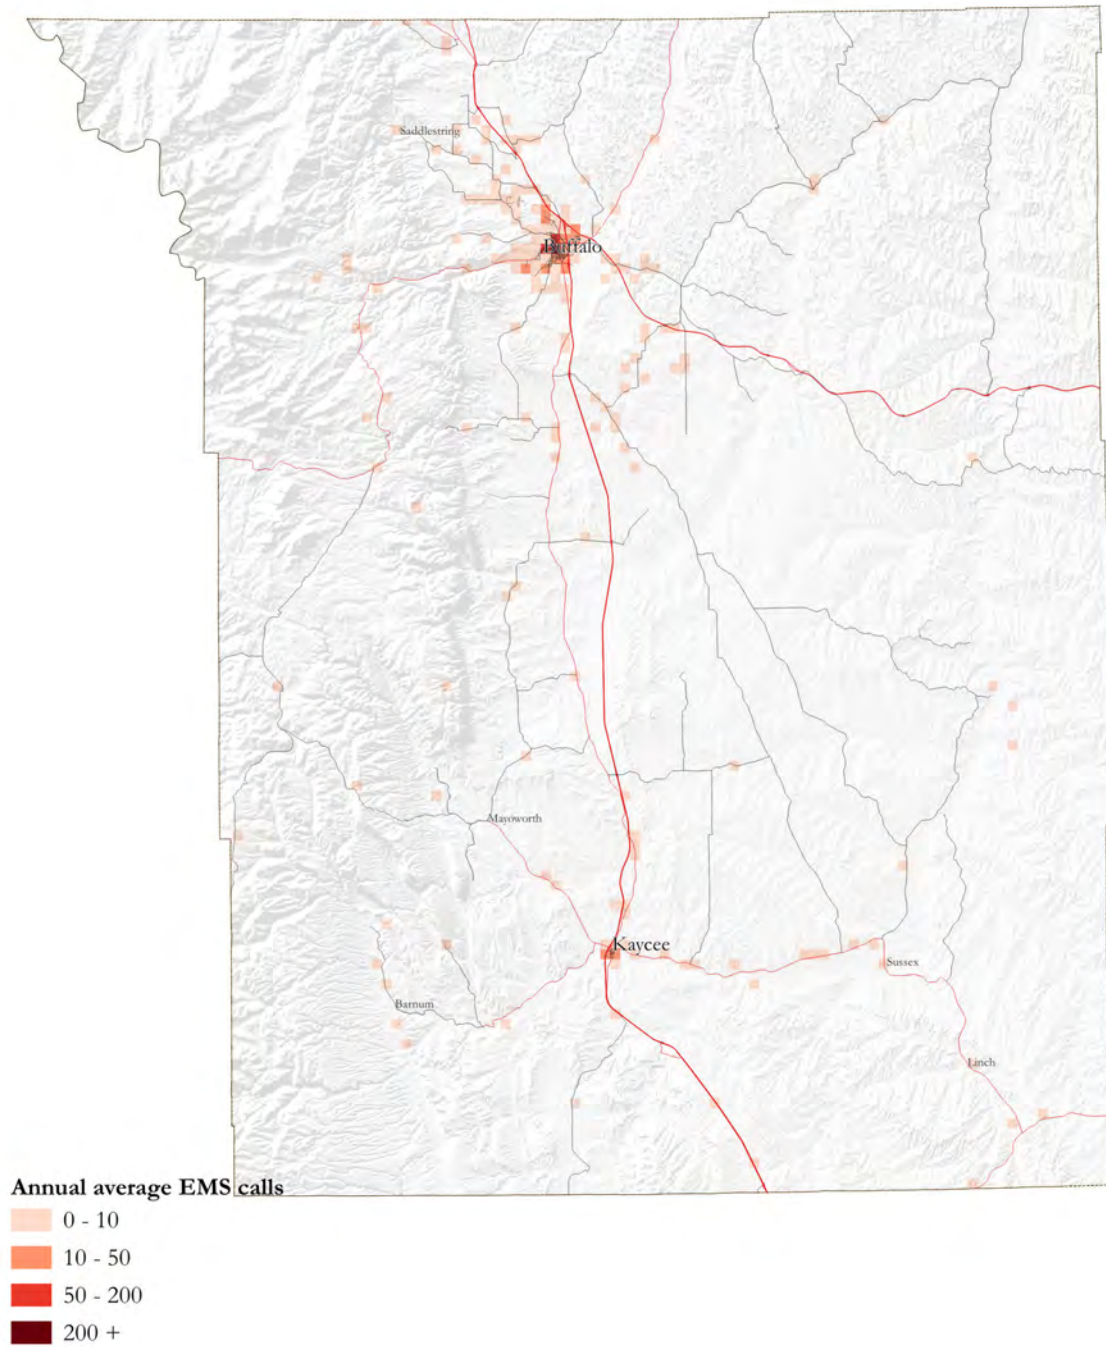 Saddlestring
Buffalo
Mayoworth
Kaycee
Sussex
Barnum
Linch
Annual average EMS calls
0 - 10
10 - 50
50 - 200
200 +